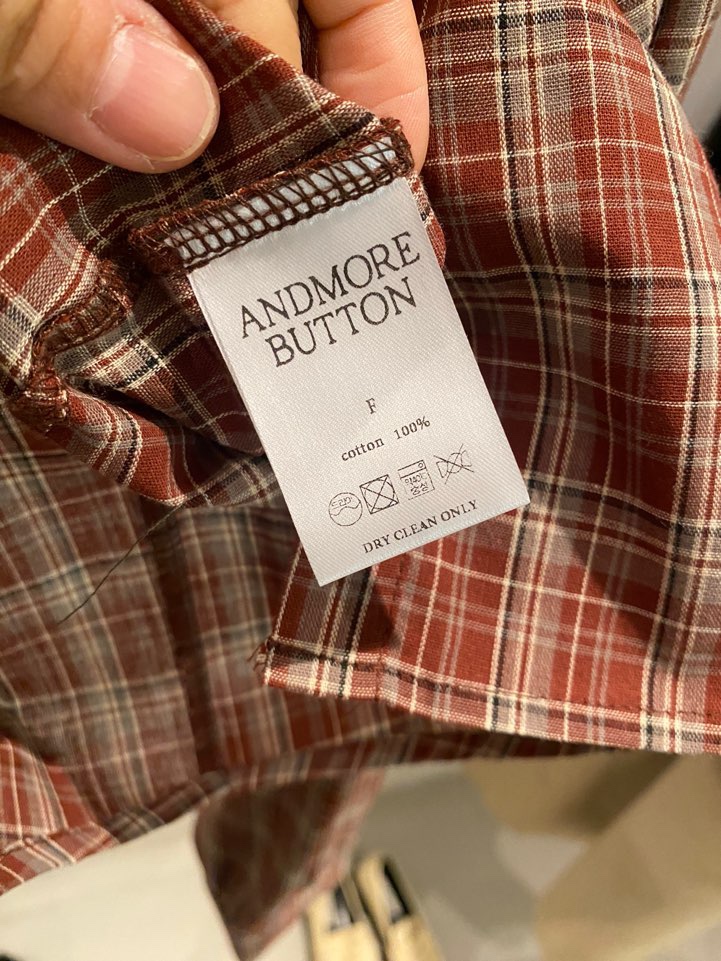 ANDMORE
BUTTON
F
cotton 100%
DRY CLEAN ONLY